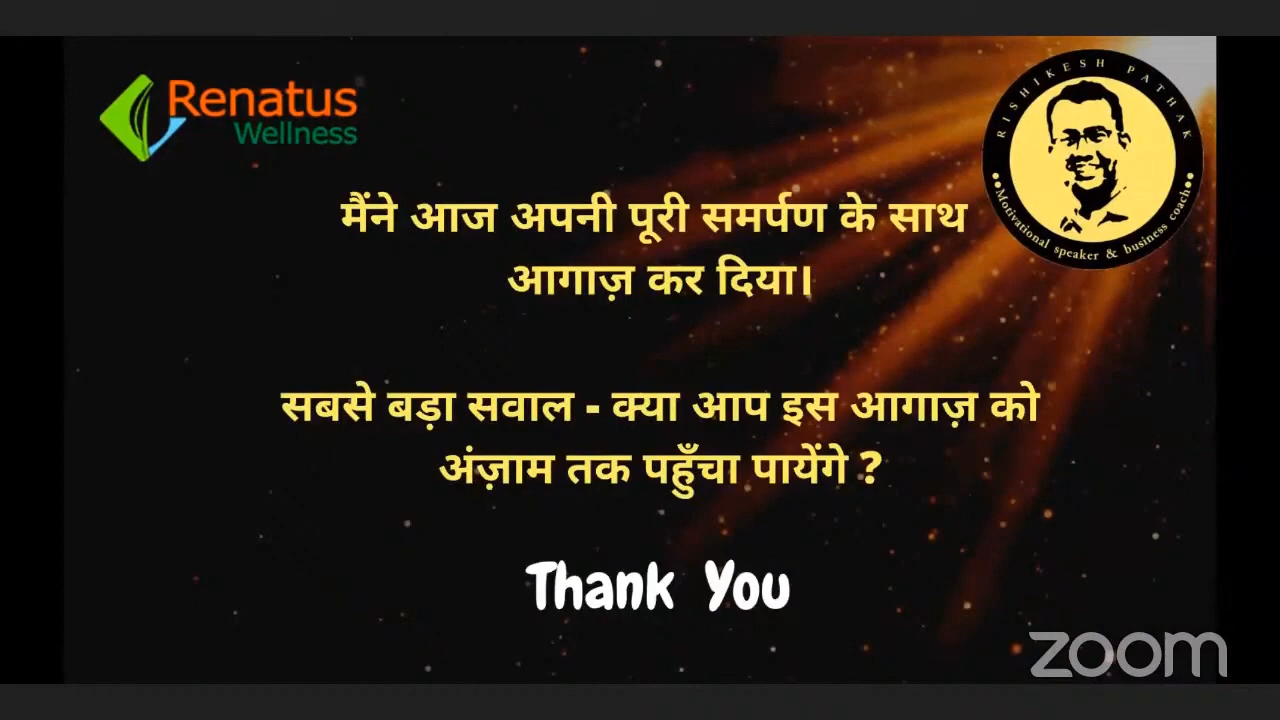 Renatus
Wellness
RISHIKESH PATHAK
Motivational speaker & business coach
मैंने आज अपनी पूरी समर्पण के साथ
आगाज़ कर दिया।
सबसे बड़ा सवाल - क्या आप इस आगाज़ को
अंज़ाम तक पहुँचा पायेंगे ?
Thank You
zoom